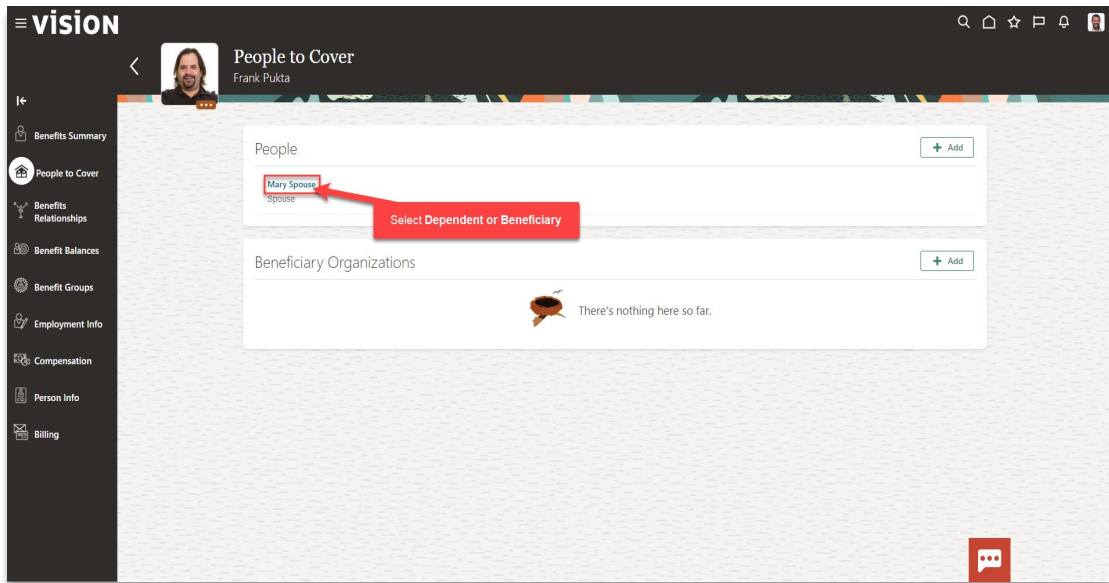 vision
People to Cover
Frank Pukta
Benefits Summary
People to Cover
Benefits
Relationships
Benefit Balances
Benefit Groups
Employment Info
Compensation
Person Info
Billing
People
+ Add
Mary Spouse
Spouse
Select Dependent or Beneficiary
Beneficiary Organizations
+ Add
There's nothing here so far.